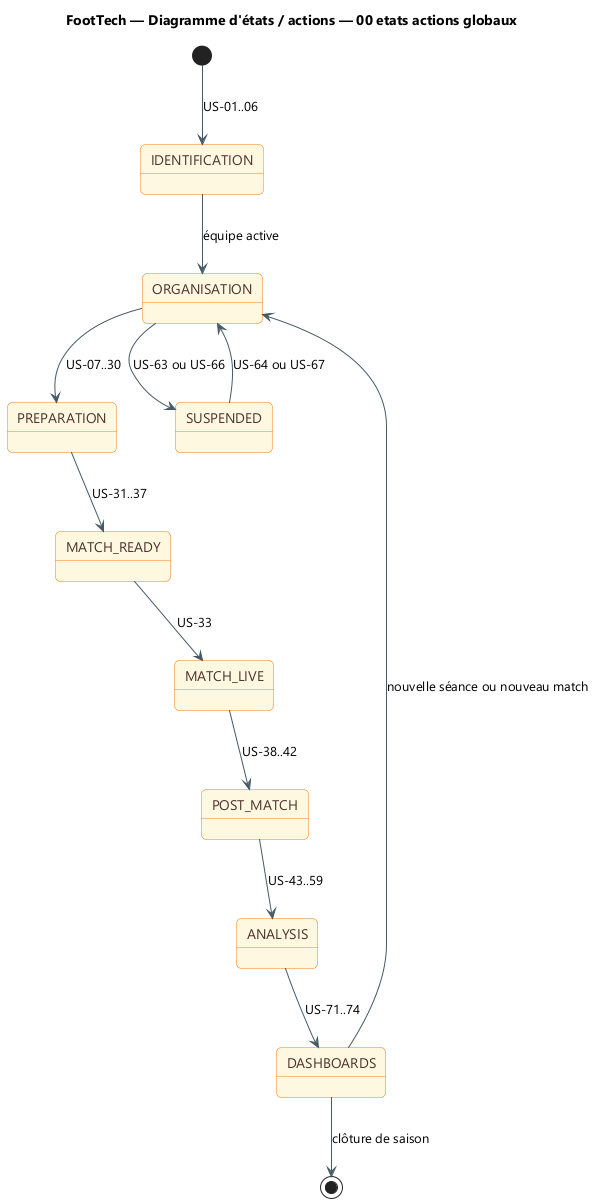 FootTech — Diagramme d'états / actions — 00 etats actions globaux
US-01..06
IDENTIFICATION
équipe active
ORGANISATION
US-07..30
US-63 ou US-66
US-64 ou US-67
PREPARATION
SUSPENDED
US-31..37
MATCH_READY
US-33
MATCH_LIVE
nouvelle séance ou nouveau match
US-38..42
POST_MATCH
US-43..59
ANALYSIS
US-71..74
DASHBOARDS
clôture de saison